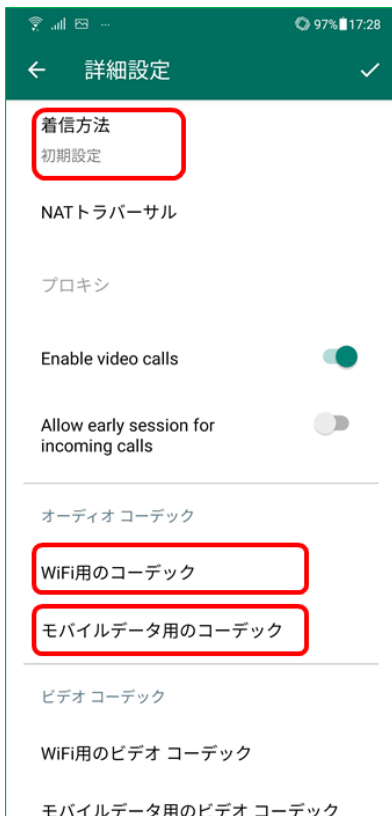 97% 17:28
詳細設定
着信方法
初期設定
NATトラバーサル
プロキシ
Enable video calls
Allow early session for
incoming calls
オーディオ コーデック
WiFi用のコーデック
モバイルデータ用のコーデック
ビデオ コーデック
WiFi用のビデオ コーデック
モバイルデータ用のビデオ コーデック